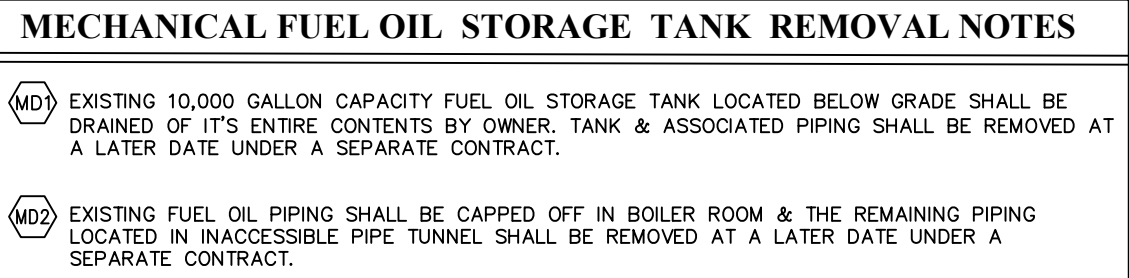 MECHANICAL FUEL OIL STORAGE TANK REMOVAL NOTES
MD1 EXISTING 10,000 GALLON CAPACITY FUEL OIL STORAGE TANK LOCATED BELOW GRADE SHALL BE
DRAINED OF IT'S ENTIRE CONTENTS BY OWNER. TANK & ASSOCIATED PIPING SHALL BE REMOVED AT
A LATER DATE UNDER A SEPARATE CONTRACT.
MD2 EXISTING FUEL OIL PIPING SHALL BE CAPPED OFF IN BOILER ROOM & THE REMAINING PIPING
LOCATED IN INACCESSIBLE PIPE TUNNEL SHALL BE REMOVED AT A LATER DATE UNDER A
SEPARATE CONTRACT.